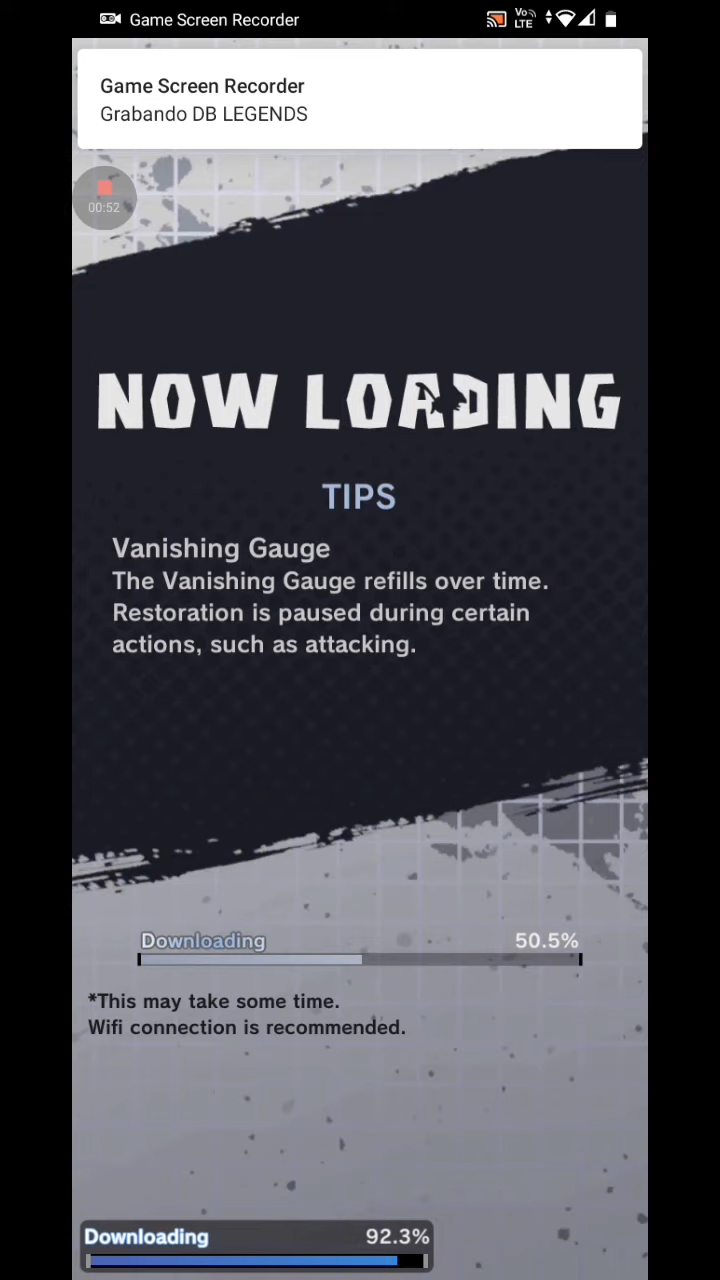 Game Screen Recorder
Vo LTE
Game Screen Recorder
Grabando DB LEGENDS
00:52
NOW LOADING
TIPS
Vanishing Gauge
The Vanishing Gauge refills over time.
Restoration is paused during certain
actions, such as attacking.
Downloading 50.5%
*This may take some time.
Wifi connection is recommended.
Downloading 92.3%